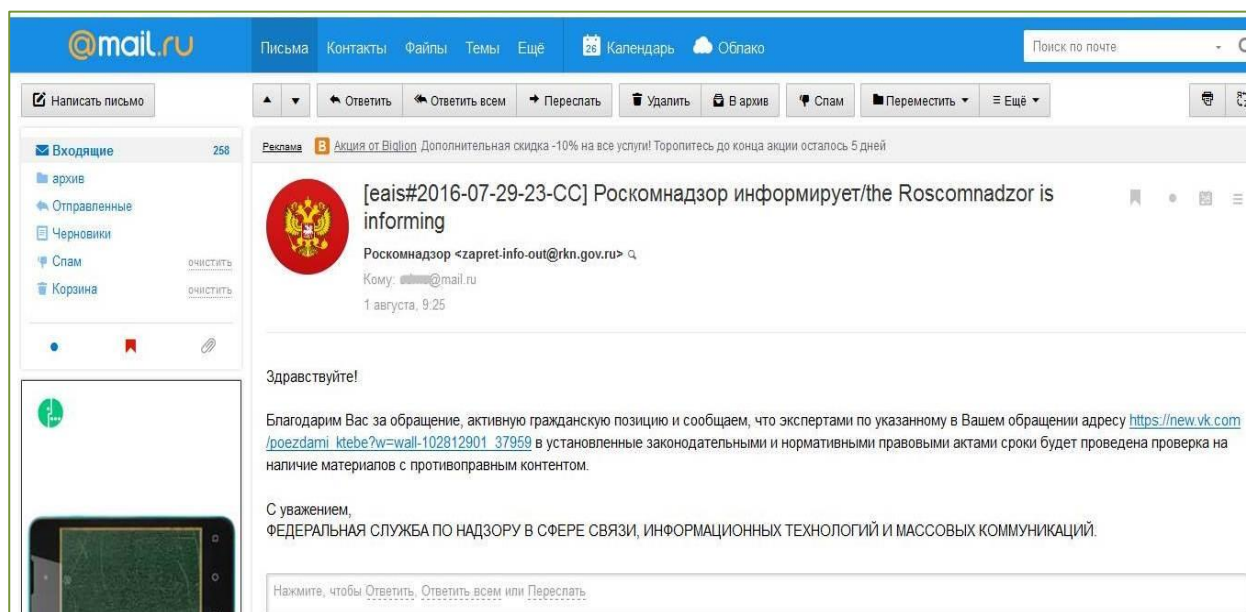 @mail.ru
Письма Контакты Файлы Темы Ещё 26 Календарь Облако
Поиск по почте
Написать письмо
Ответить Ответить всем Переслать Удалить В архив Спам Переместить Ещё
Входящие 258
архив
Отправленные
Черновики
Спам очистить
Корзина очистить
Реклама B Акция от Biglion Дополнительная скидка -10% на все услуги! Торопитесь до конца акции осталось 5 дней
[eais#2016-07-29-23-CC] Роскомнадзор информирует/the Roscomnadzor is
informing
Роскомнадзор <zapret-info-out@rkn.gov.ru>
Кому: @mail.ru
1 августа, 9:25
Здравствуйте!
Благодарим Вас за обращение, активную гражданскую позицию и сообщаем, что экспертами по указанному в Вашем обращении адресу https://new.vk.com
/poezdami_ktebe?w=wall-102812901_37959 в установленные законодательными и нормативными правовыми актами сроки будет проведена проверка на
наличие материалов с противоправным контентом.
С уважением,
ФЕДЕРАЛЬНАЯ СЛУЖБА ПО НАДЗОРУ В СФЕРЕ СВЯЗИ, ИНФОРМАЦИОННЫХ ТЕХНОЛОГИЙ И МАССОВЫХ КОММУНИКАЦИЙ.
Нажмите, чтобы Ответить, Ответить всем или Переслать